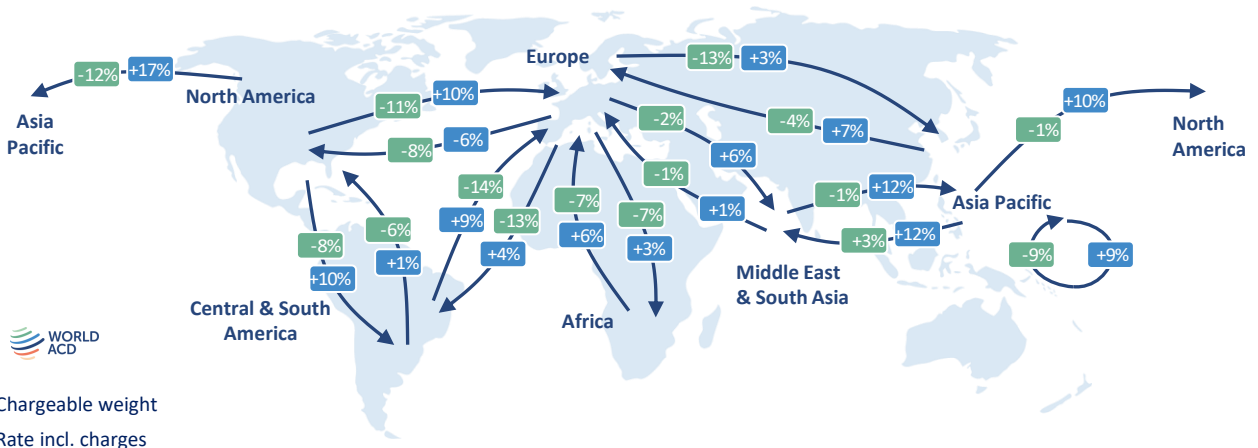 Europe
-13%
+3%
-12%
+17%
North America
Asia
Pacific
-11%
+10%
-8%
-6%
-2%
+6%
-4%
+7%
-1%
+10%
North
America
-14%
+9%
-13%
+4%
-7%
+6%
-7%
+3%
-1%
+1%
-1%
+12%
Asia Pacific
+3%
+12%
-9%
+9%
-8%
+10%
-6%
+1%
Middle East
& South Asia
Central & South
America
Africa
WORLD
ACD
Chargeable weight
Rate incl. charges